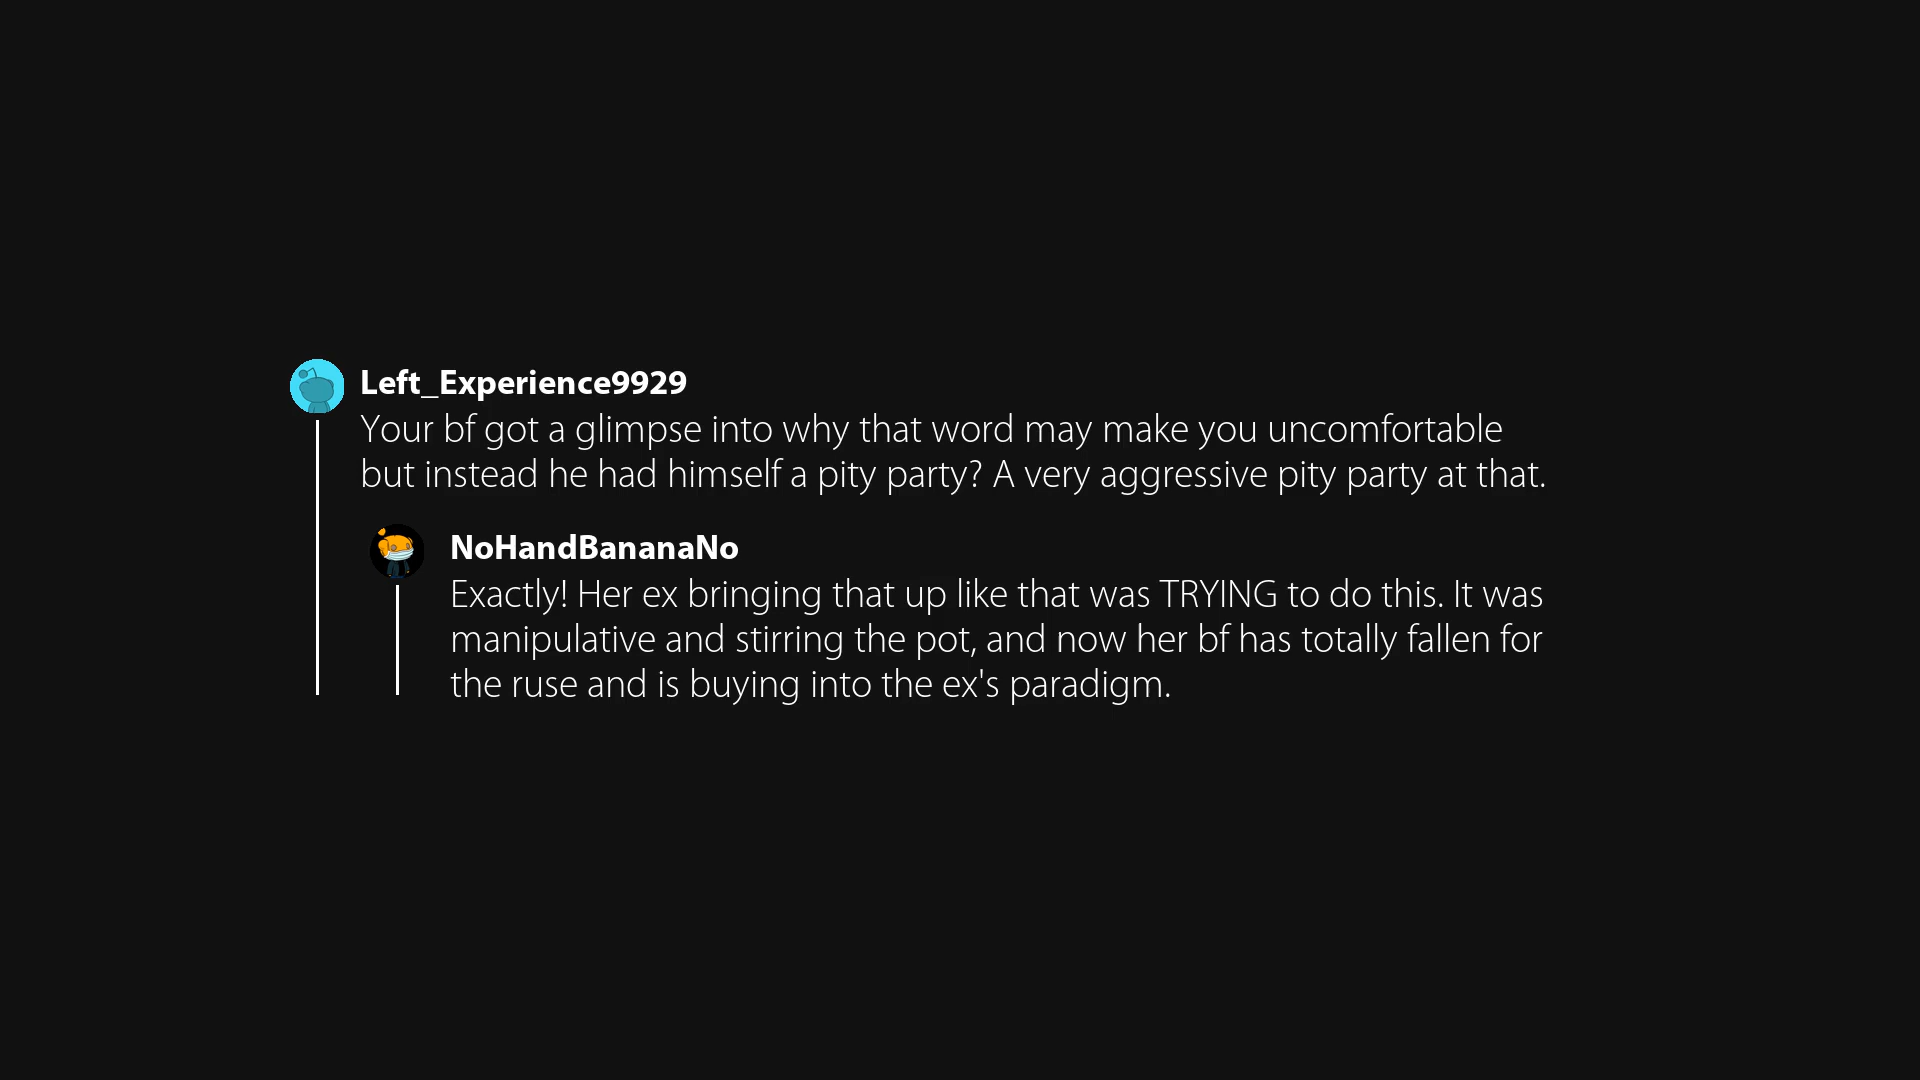 Left_Experience9929
Your bf got a glimpse into why that word may make you uncomfortable
but instead he had himself a pity party? A very aggressive pity party at that.
NoHandBananaNo
Exactly! Her ex bringing that up like that was TRYING to do this. It was
manipulative and stirring the pot, and now her bf has totally fallen for
the ruse and is buying into the ex's paradigm.